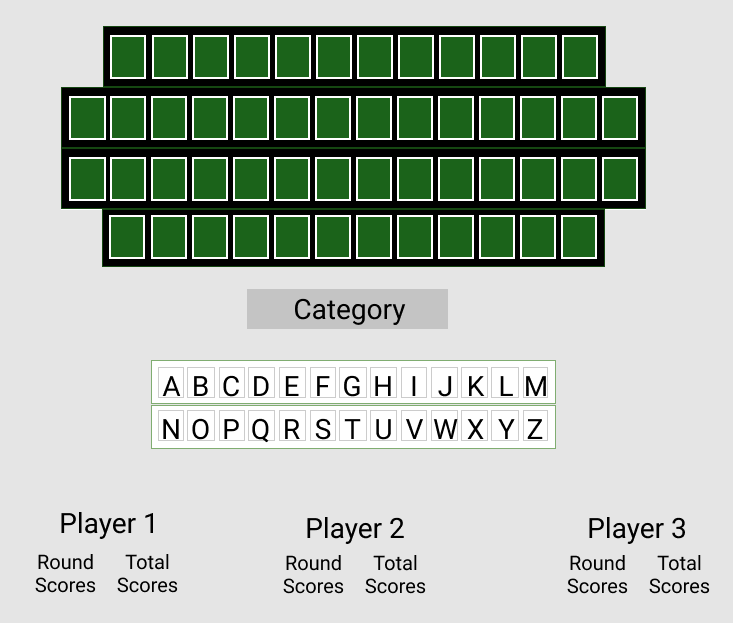 Category
A B C D E F G H I J K L M
N O P Q R S T U V W X Y Z
Player 1
Round Scores
Total Scores
Player 2
Round Scores
Total Scores
Player 3
Round Scores
Total Scores